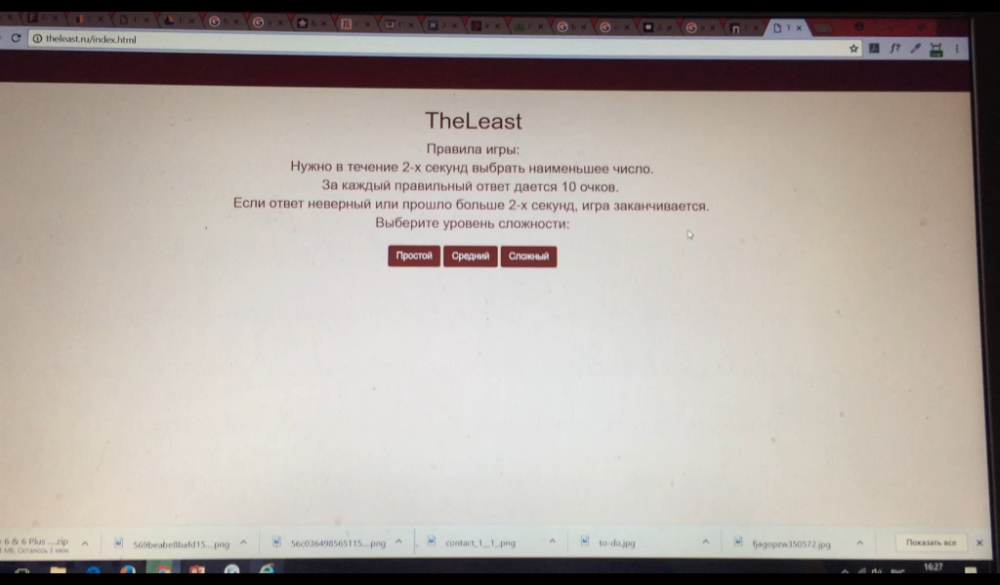 theleast.ru/index.html
TheLeast
Правила игры:
Нужно в течение 2-х секунд выбрать наименьшее число.
За каждый правильный ответ дается 10 очков.
Если ответ неверный или прошло больше 2-х секунд, игра заканчивается.
Выберите уровень сложности:
Простой Средний Сложный
6 & 6 Plus ....zip
МБ, Осталось 2 мин.
569beabe8bafd15....png
56c036498565115....png
contact_1_1_.png
to-do.jpg
fjagopzw350572.jpg
Показать все
РУС
16:27